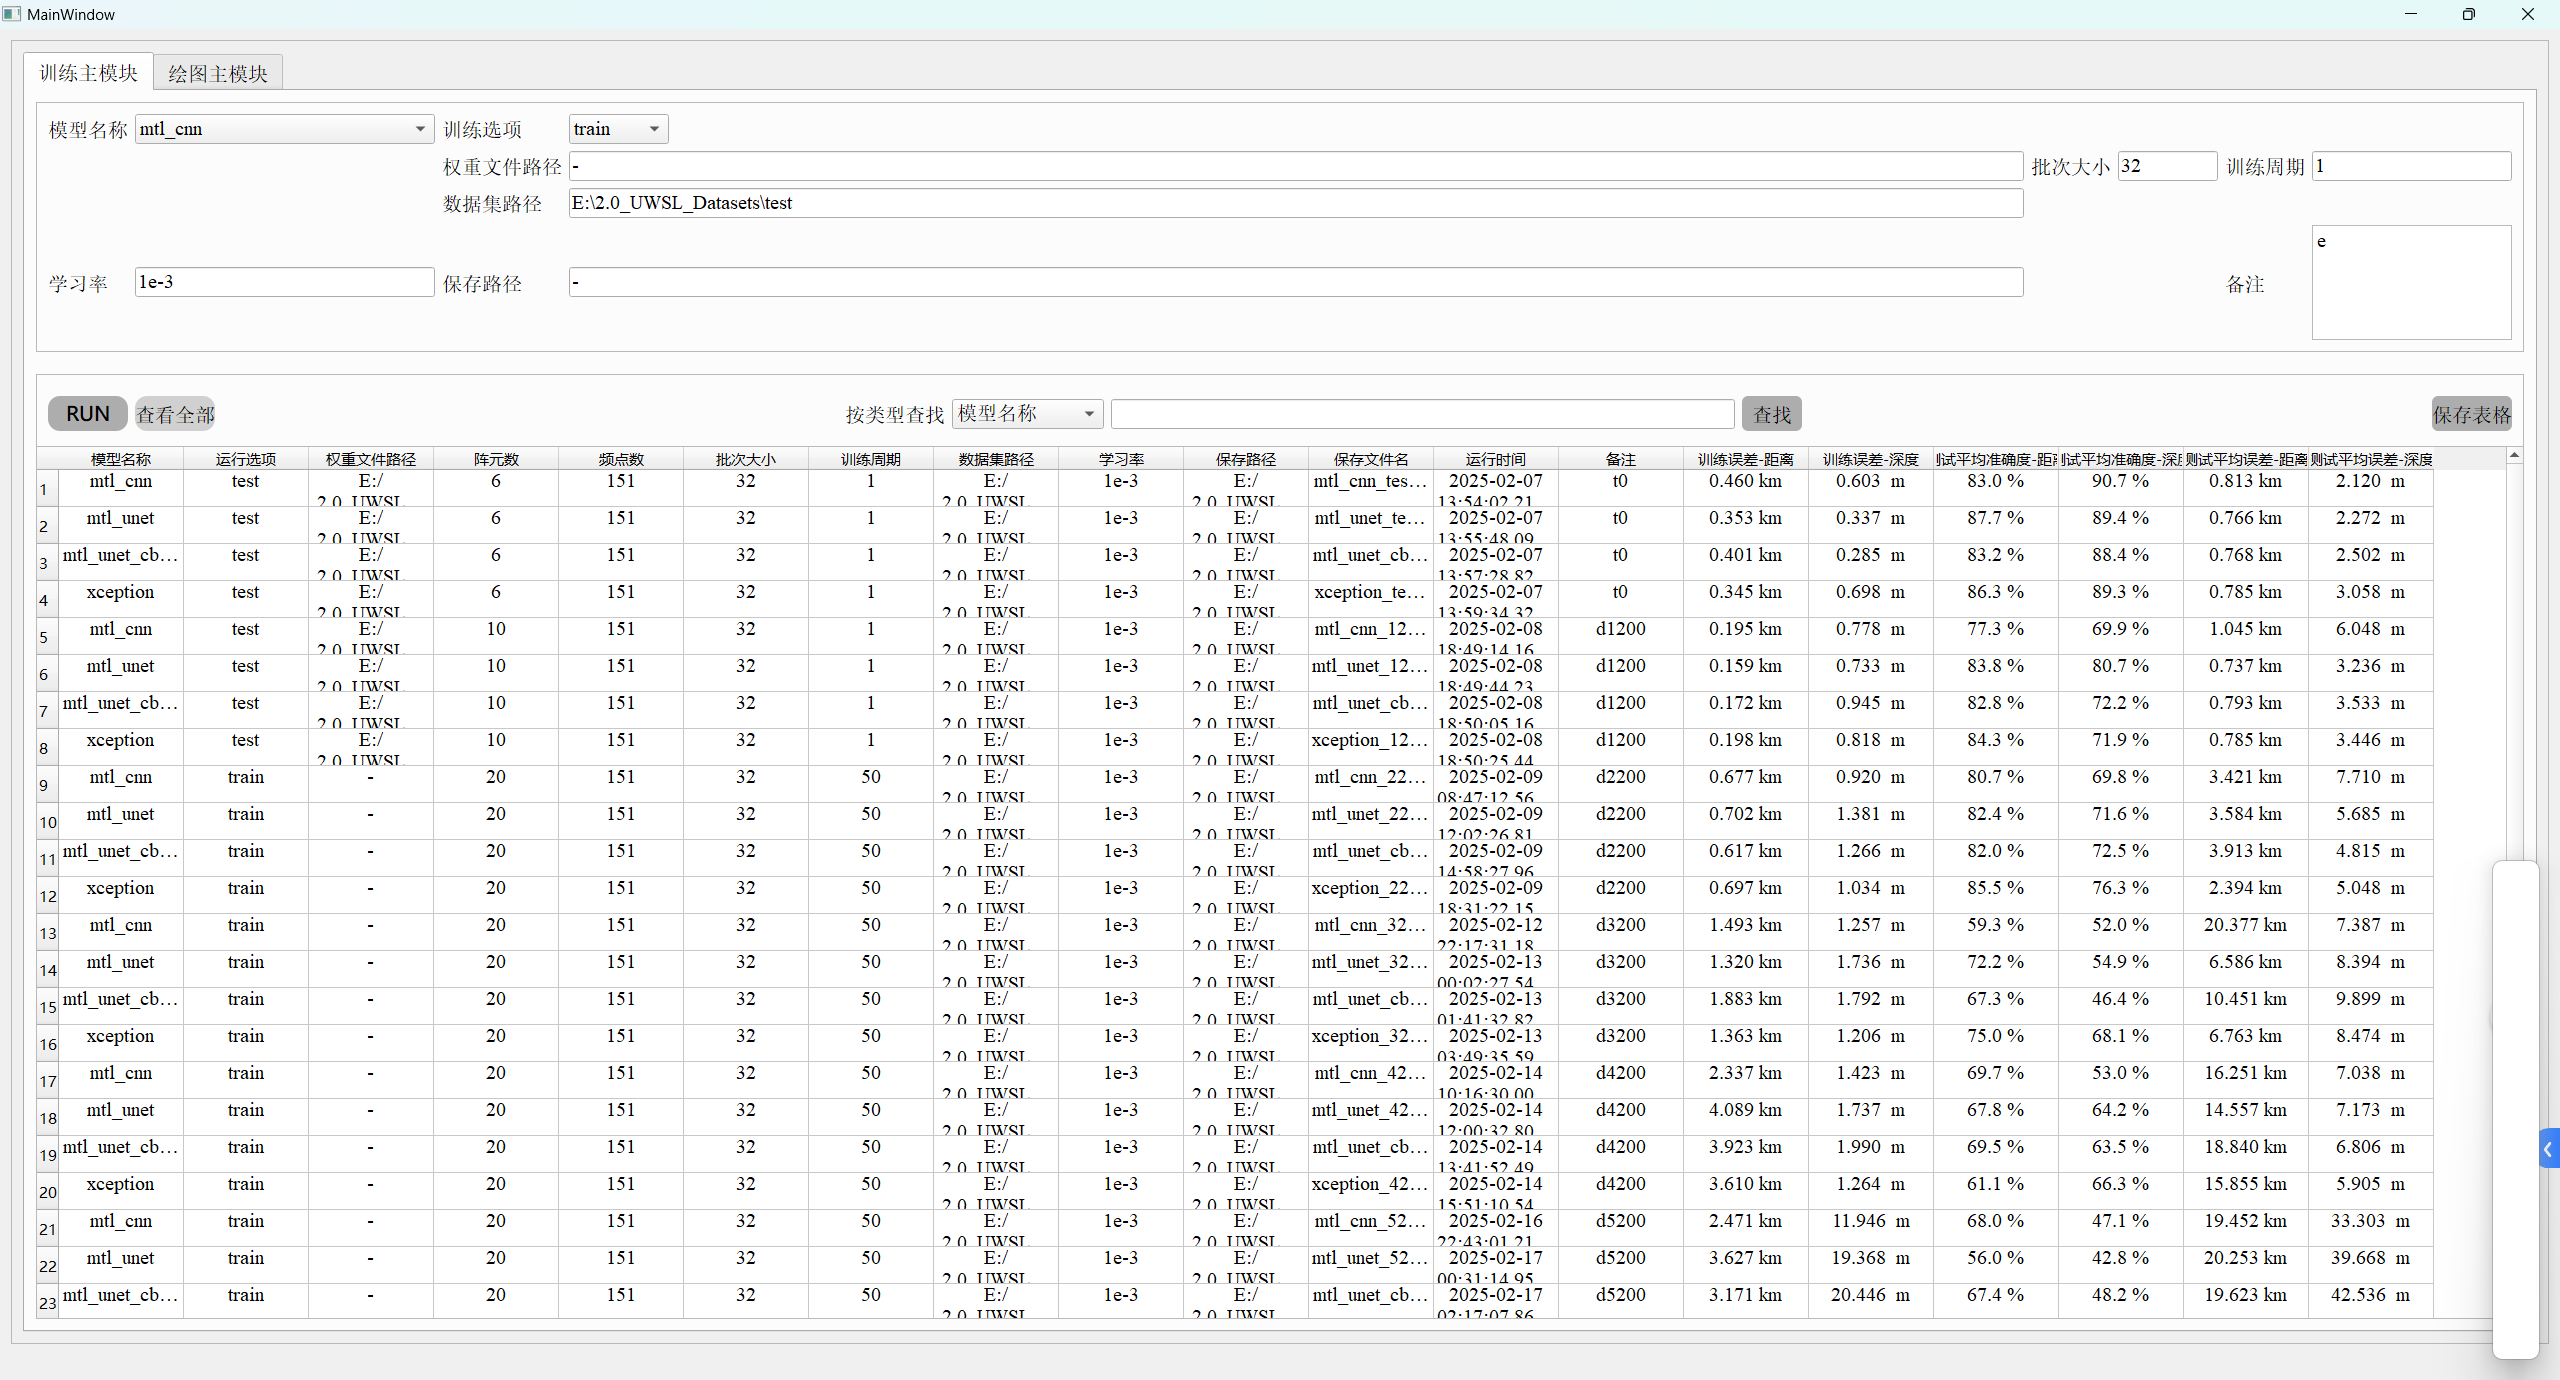 MainWindow
训练主模块 绘图主模块
模型名称 mtl_cnn 训练选项 train
权重文件路径 - 批次大小 32 训练周期 1
数据集路径 E:\2.0_UWSL_Datasets\test
e
学习率 1e-3 保存路径 - 备注
RUN 查看全部 按类型查找 模型名称 查找 保存表格
模型名称 运行选项 权重文件路径 阵元数 频点数 批次大小 训练周期 数据集路径 学习率 保存路径 保存文件名 运行时间 备注 训练误差-距离 训练误差-深度 试平均准确度-距 试平均准确度-深 测试平均误差-距离 测试平均误差-深度
1 mtl_cnn test E:/ 6 151 32 1 E:/ 1e-3 E:/ mtl_cnn_tes... 2025-02-07 t0 0.460 km 0.603 m 83.0 % 90.7 % 0.813 km 2.120 m
2.0_UWSL 2.0_UWSL 2.0_UWSL 13:54:02.21
2 mtl_unet test E:/ 6 151 32 1 E:/ 1e-3 E:/ mtl_unet_te... 2025-02-07 t0 0.353 km 0.337 m 87.7 % 89.4 % 0.766 km 2.272 m
2.0_UWSL 2.0_UWSL 2.0_UWSL 13:55:48.09
3 mtl_unet_cb... test E:/ 6 151 32 1 E:/ 1e-3 E:/ mtl_unet_cb... 2025-02-07 t0 0.401 km 0.285 m 83.2 % 88.4 % 0.768 km 2.502 m
2.0_UWSL 2.0_UWSL 2.0_UWSL 13:57:28.82
4 xception test E:/ 6 151 32 1 E:/ 1e-3 E:/ xception_te... 2025-02-07 t0 0.345 km 0.698 m 86.3 % 89.3 % 0.785 km 3.058 m
2.0_UWSL 2.0_UWSL 2.0_UWSL 13:59:34.32
5 mtl_cnn test E:/ 10 151 32 1 E:/ 1e-3 E:/ mtl_cnn_12... 2025-02-08 d1200 0.195 km 0.778 m 77.3 % 69.9 % 1.045 km 6.048 m
2.0_UWSL 2.0_UWSL 2.0_UWSL 18:49:14.16
6 mtl_unet test E:/ 10 151 32 1 E:/ 1e-3 E:/ mtl_unet_12... 2025-02-08 d1200 0.159 km 0.733 m 83.8 % 80.7 % 0.737 km 3.236 m
2.0_UWSL 2.0_UWSL 2.0_UWSL 18:49:44.23
7 mtl_unet_cb... test E:/ 10 151 32 1 E:/ 1e-3 E:/ mtl_unet_cb... 2025-02-08 d1200 0.172 km 0.945 m 82.8 % 72.2 % 0.793 km 3.533 m
2.0_UWSL 2.0_UWSL 2.0_UWSL 18:50:05.16
8 xception test E:/ 10 151 32 1 E:/ 1e-3 E:/ xception_12... 2025-02-08 d1200 0.198 km 0.818 m 84.3 % 71.9 % 0.785 km 3.446 m
2.0_UWSL 2.0_UWSL 2.0_UWSL 18:50:25.44
9 mtl_cnn train - 20 151 32 50 E:/ 1e-3 E:/ mtl_cnn_22... 2025-02-09 d2200 0.677 km 0.920 m 80.7 % 69.8 % 3.421 km 7.710 m
2.0_UWSL 2.0_UWSL 08:47:12.56
10 mtl_unet train - 20 151 32 50 E:/ 1e-3 E:/ mtl_unet_22... 2025-02-09 d2200 0.702 km 1.381 m 82.4 % 71.6 % 3.584 km 5.685 m
2.0_UWSL 2.0_UWSL 12:02:26.81
11 mtl_unet_cb... train - 20 151 32 50 E:/ 1e-3 E:/ mtl_unet_cb... 2025-02-09 d2200 0.617 km 1.266 m 82.0 % 72.5 % 3.913 km 4.815 m
2.0_UWSL 2.0_UWSL 14:58:27.96
12 xception train - 20 151 32 50 E:/ 1e-3 E:/ xception_22... 2025-02-09 d2200 0.697 km 1.034 m 85.5 % 76.3 % 2.394 km 5.048 m
2.0_UWSL 2.0_UWSL 18:31:22.15
13 mtl_cnn train - 20 151 32 50 E:/ 1e-3 E:/ mtl_cnn_32... 2025-02-12 d3200 1.493 km 1.257 m 59.3 % 52.0 % 20.377 km 7.387 m
2.0_UWSL 2.0_UWSL 22:17:31.18
14 mtl_unet train - 20 151 32 50 E:/ 1e-3 E:/ mtl_unet_32... 2025-02-13 d3200 1.320 km 1.736 m 72.2 % 54.9 % 6.586 km 8.394 m
2.0_UWSL 2.0_UWSL 00:02:27.54
15 mtl_unet_cb... train - 20 151 32 50 E:/ 1e-3 E:/ mtl_unet_cb... 2025-02-13 d3200 1.883 km 1.792 m 67.3 % 46.4 % 10.451 km 9.899 m
2.0_UWSL 2.0_UWSL 01:41:32.82
16 xception train - 20 151 32 50 E:/ 1e-3 E:/ xception_32... 2025-02-13 d3200 1.363 km 1.206 m 75.0 % 68.1 % 6.763 km 8.474 m
2.0_UWSL 2.0_UWSL 03:49:35.59
17 mtl_cnn train - 20 151 32 50 E:/ 1e-3 E:/ mtl_cnn_42... 2025-02-14 d4200 2.337 km 1.423 m 69.7 % 53.0 % 16.251 km 7.038 m
2.0_UWSL 2.0_UWSL 10:16:30.00
18 mtl_unet train - 20 151 32 50 E:/ 1e-3 E:/ mtl_unet_42... 2025-02-14 d4200 4.089 km 1.737 m 67.8 % 64.2 % 14.557 km 7.173 m
2.0_UWSL 2.0_UWSL 12:00:32.80
19 mtl_unet_cb... train - 20 151 32 50 E:/ 1e-3 E:/ mtl_unet_cb... 2025-02-14 d4200 3.923 km 1.990 m 69.5 % 63.5 % 18.840 km 6.806 m
2.0_UWSL 2.0_UWSL 13:41:52.49
20 xception train - 20 151 32 50 E:/ 1e-3 E:/ xception_42... 2025-02-14 d4200 3.610 km 1.264 m 61.1 % 66.3 % 15.855 km 5.905 m
2.0_UWSL 2.0_UWSL 15:51:10.54
21 mtl_cnn train - 20 151 32 50 E:/ 1e-3 E:/ mtl_cnn_52... 2025-02-16 d5200 2.471 km 11.946 m 68.0 % 47.1 % 19.452 km 33.303 m
2.0_UWSL 2.0_UWSL 22:43:01.21
22 mtl_unet train - 20 151 32 50 E:/ 1e-3 E:/ mtl_unet_52... 2025-02-17 d5200 3.627 km 19.368 m 56.0 % 42.8 % 20.253 km 39.668 m
2.0_UWSL 2.0_UWSL 00:31:14.95
23 mtl_unet_cb... train - 20 151 32 50 E:/ 1e-3 E:/ mtl_unet_cb... 2025-02-17 d5200 3.171 km 20.446 m 67.4 % 48.2 % 19.623 km 42.536 m
2.0_UWSL 2.0_UWSL 02:17:07.86